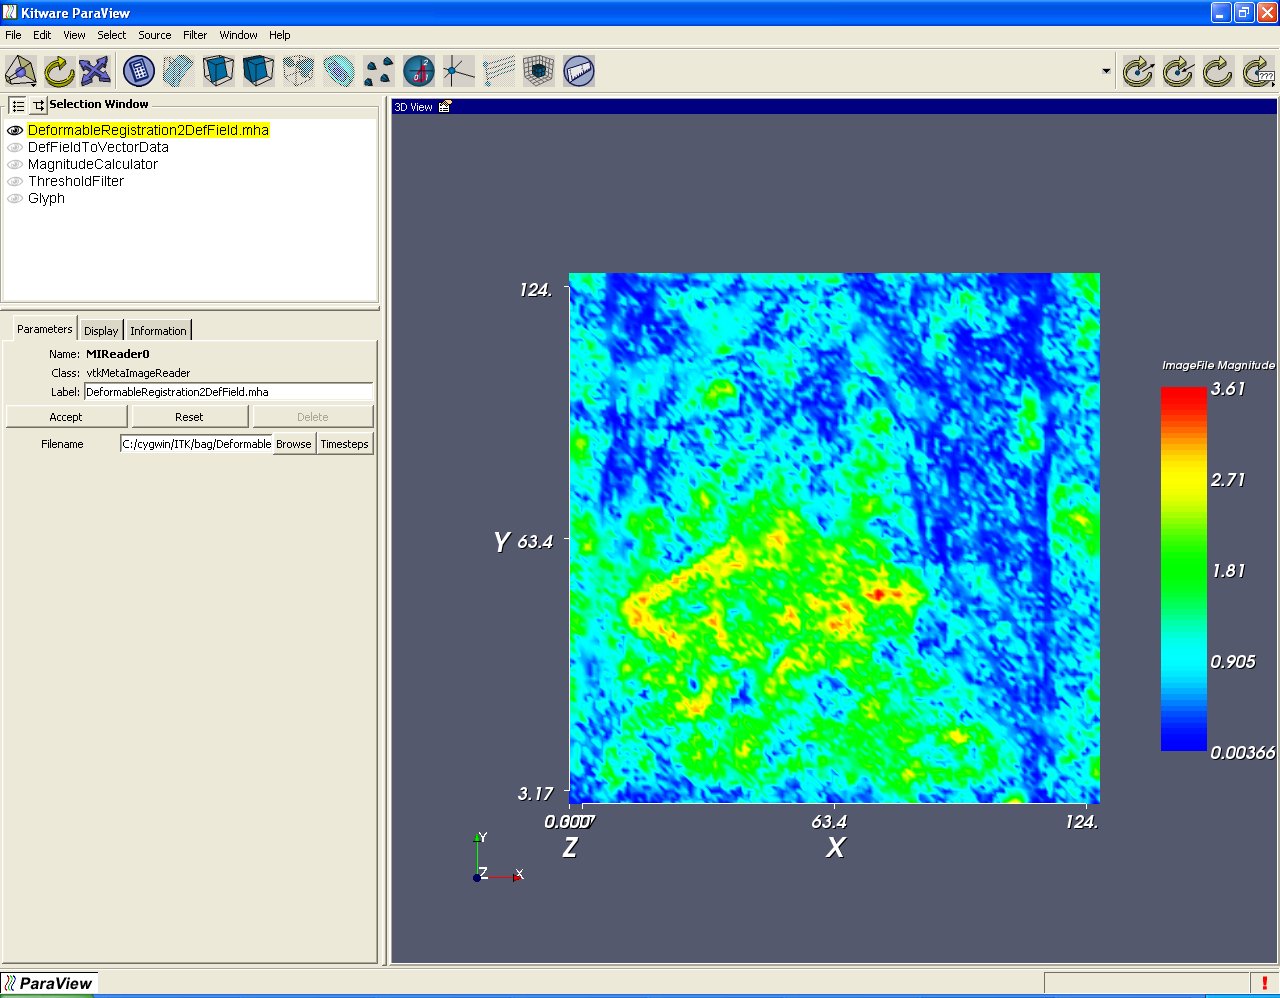 Kitware ParaView
File Edit View Select Source Filter Window Help
Selection Window
DeformableRegistration2DefField.mha
DefFieldToVectorData
MagnitudeCalculator
ThresholdFilter
Glyph
Parameters Display Information
Name: MIReader0
Class: vtkMetaImageReader
Label: DeformableRegistration2DefField.mha
Accept Reset Delete
Filename C:/cygwin/ITK/bag/Deformable Browse Timesteps
3D View
124.
Y 63.4
3.17
63.4 124.
Z X
Y
Z X
ImageFile Magnitude
3.61
2.71
1.81
0.905
0.00366
ParaView